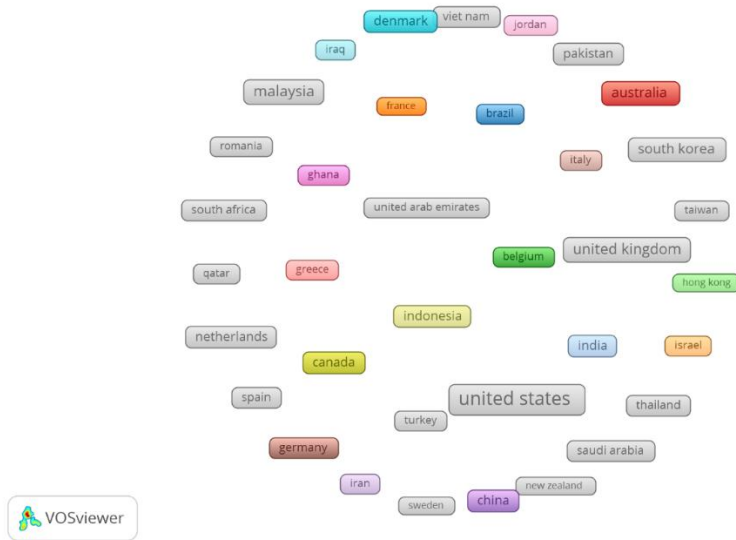 denmark
viet nam
jordan
iraq
pakistan
malaysia
australia
france
brazil
romania
south korea
italy
ghana
south africa
united arab emirates
taiwan
united kingdom
belgium
qatar
greece
hong kong
indonesia
netherlands
india
israel
canada
spain
united states
thailand
turkey
germany
saudi arabia
iran
new zealand
sweden
china
VOSviewer